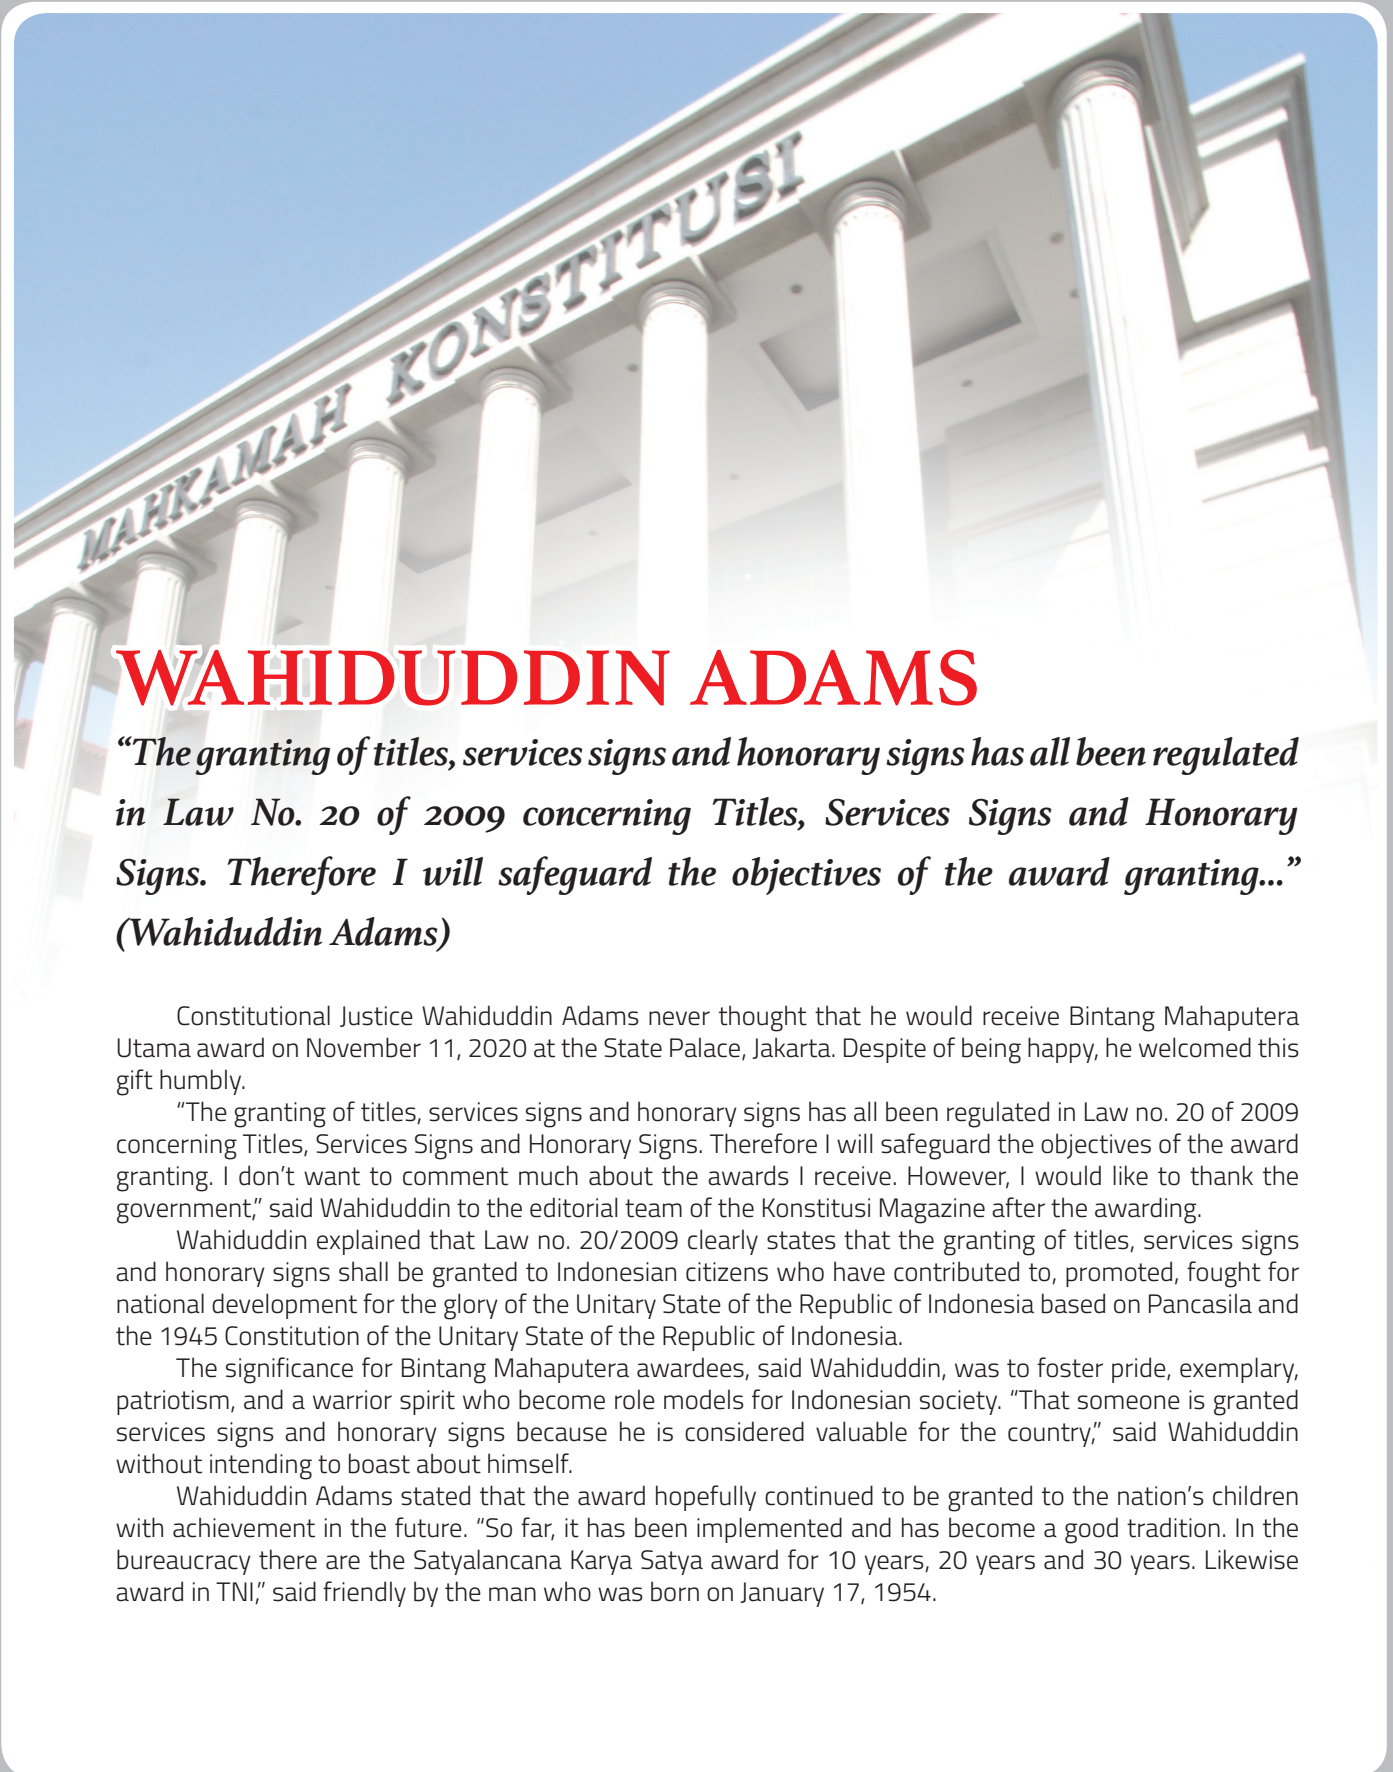 MAHKAMAH KONSTITUSI
WAHIDUDDIN ADAMS
“The granting of titles, services signs and honorary signs has all been regulated
in Law No. 20 of 2009 concerning Titles, Services Signs and Honorary
Signs. Therefore I will safeguard the objectives of the award granting...”
(Wahiduddin Adams)
Constitutional Justice Wahiduddin Adams never thought that he would receive Bintang Mahaputera
Utama award on November 11, 2020 at the State Palace, Jakarta. Despite of being happy, he welcomed this
gift humbly.
“The granting of titles, services signs and honorary signs has all been regulated in Law no. 20 of 2009
concerning Titles, Services Signs and Honorary Signs. Therefore I will safeguard the objectives of the award
granting. I don’t want to comment much about the awards I receive. However, I would like to thank the
government,” said Wahiduddin to the editorial team of the Konstitusi Magazine after the awarding.
Wahiduddin explained that Law no. 20/2009 clearly states that the granting of titles, services signs
and honorary signs shall be granted to Indonesian citizens who have contributed to, promoted, fought for
national development for the glory of the Unitary State of the Republic of Indonesia based on Pancasila and
the 1945 Constitution of the Unitary State of the Republic of Indonesia.
The significance for Bintang Mahaputera awardees, said Wahiduddin, was to foster pride, exemplary,
patriotism, and a warrior spirit who become role models for Indonesian society. “That someone is granted
services signs and honorary signs because he is considered valuable for the country,” said Wahiduddin
without intending to boast about himself.
Wahiduddin Adams stated that the award hopefully continued to be granted to the nation’s children
with achievement in the future. “So far, it has been implemented and has become a good tradition. In the
bureaucracy there are the Satyalancana Karya Satya award for 10 years, 20 years and 30 years. Likewise
award in TNI,” said friendly by the man who was born on January 17, 1954.